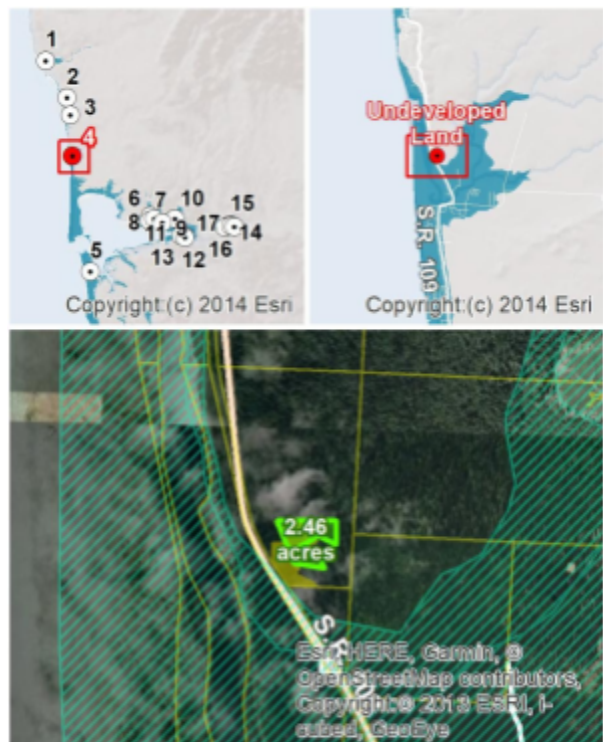 1
2
3
4
5
6
7
8
9
10
11
12
13
14
15
16
17
Copyright:(c) 2014 Esri
Undeveloped
Land
S.R. 109
Copyright:(c) 2014 Esri
2.46
acres
S.R.
Esri, HERE, Garmin, ©
OpenStreetMap contributors,
Copyright:© 2013 ESRI, i-
cubed, GeoEye